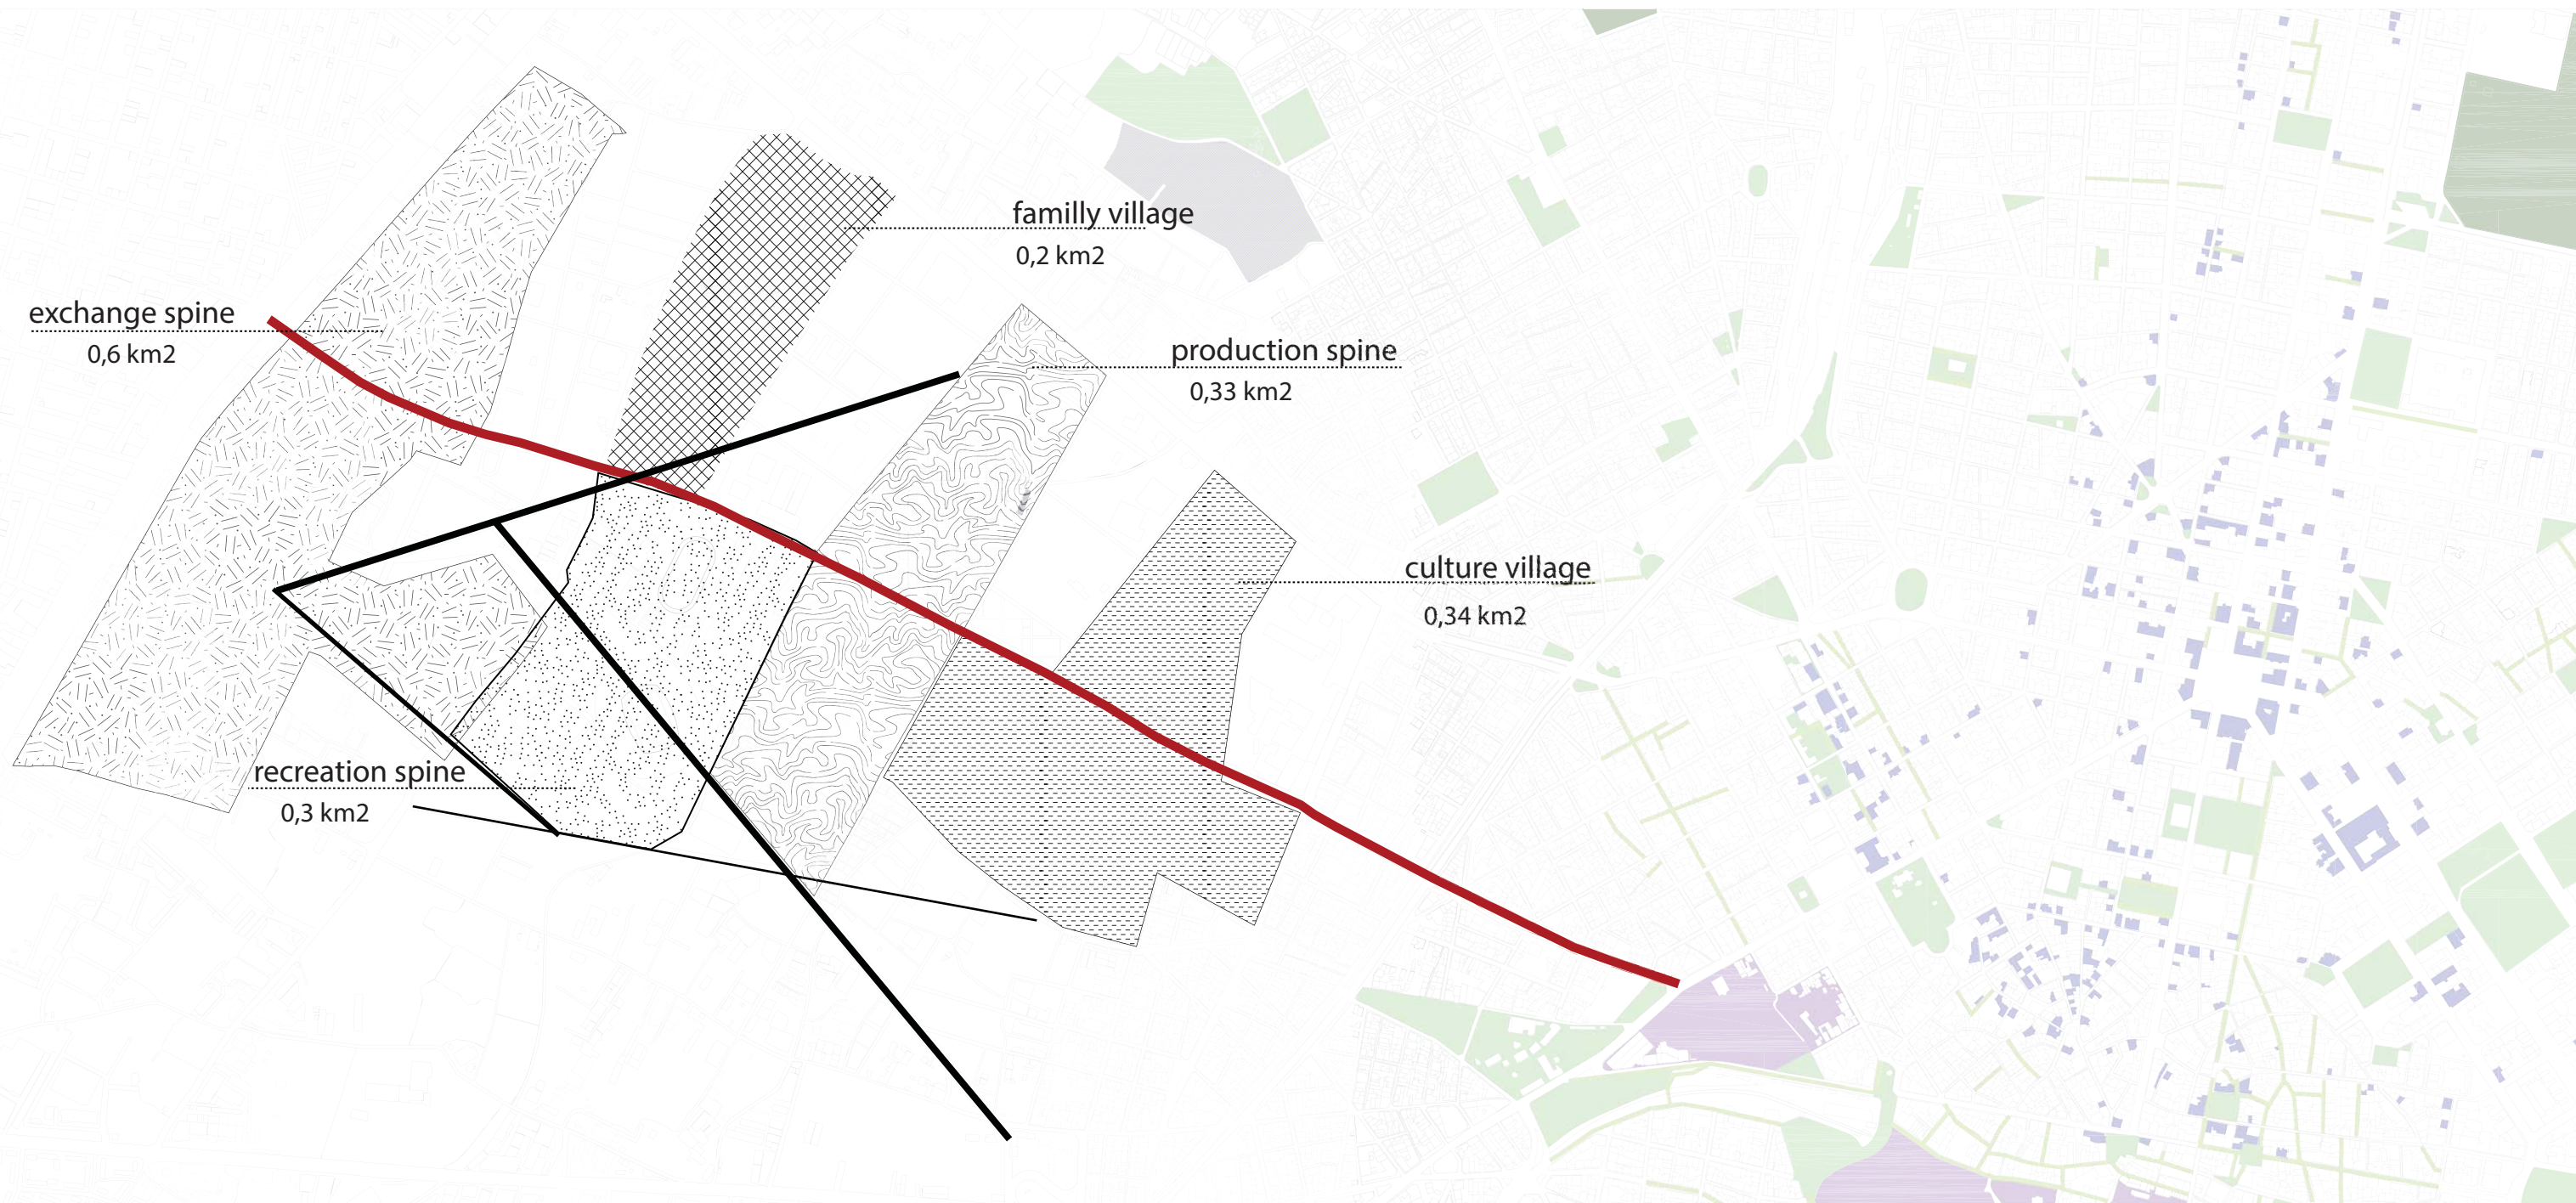 familly village
0,2 km2
exchange spine
0,6 km2
production spine
0,33 km2
culture village
0,34 km2
recreation spine
0,3 km2